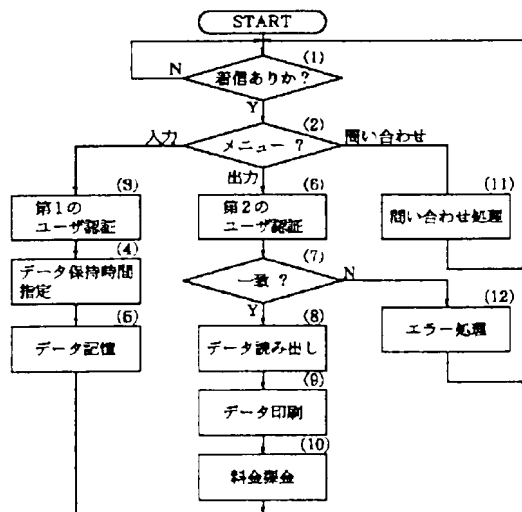 START
(1)
着信ありか?
N
Y
(2)
入力
メニュー ?
問い合わせ
出力
(3)
第1の
ユーザ認証
(6)
第2の
ユーザ認証
(11)
問い合わせ処理
(4)
データ保持時間
指定
(7)
一致 ?
N
Y
(5)
データ記憶
(8)
データ読み出し
(12)
エラー処理
(9)
データ印刷
(10)
料金課金